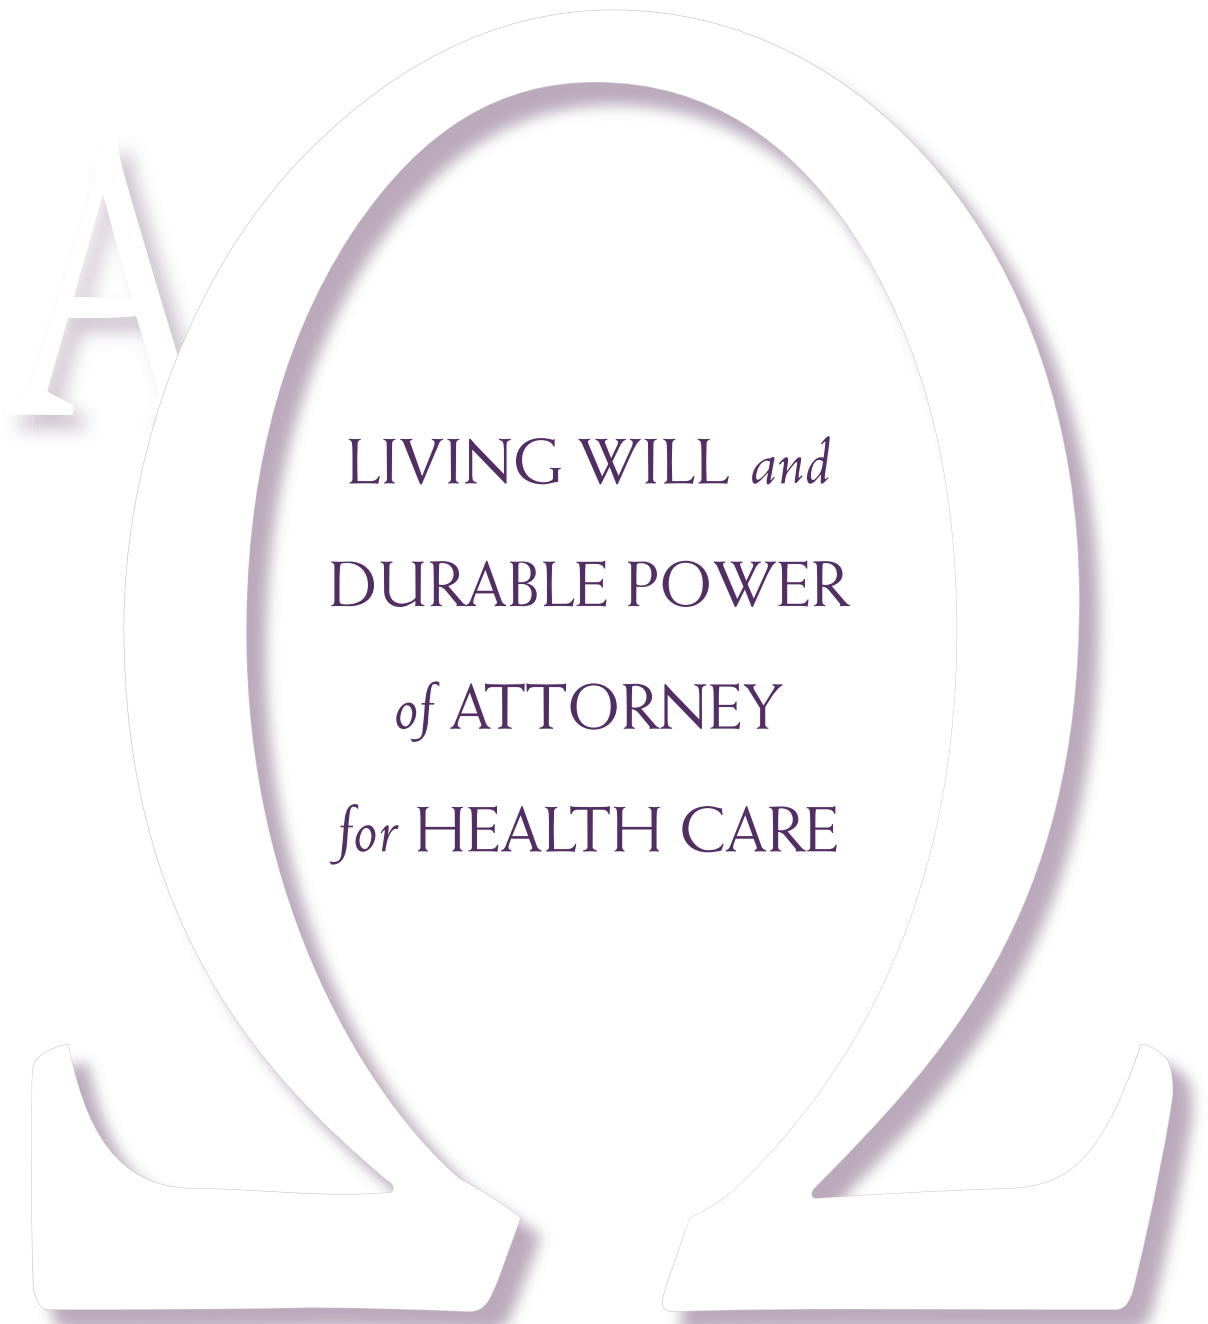 A
Ω
LIVING WILL and
DURABLE POWER
of ATTORNEY
for HEALTH CARE